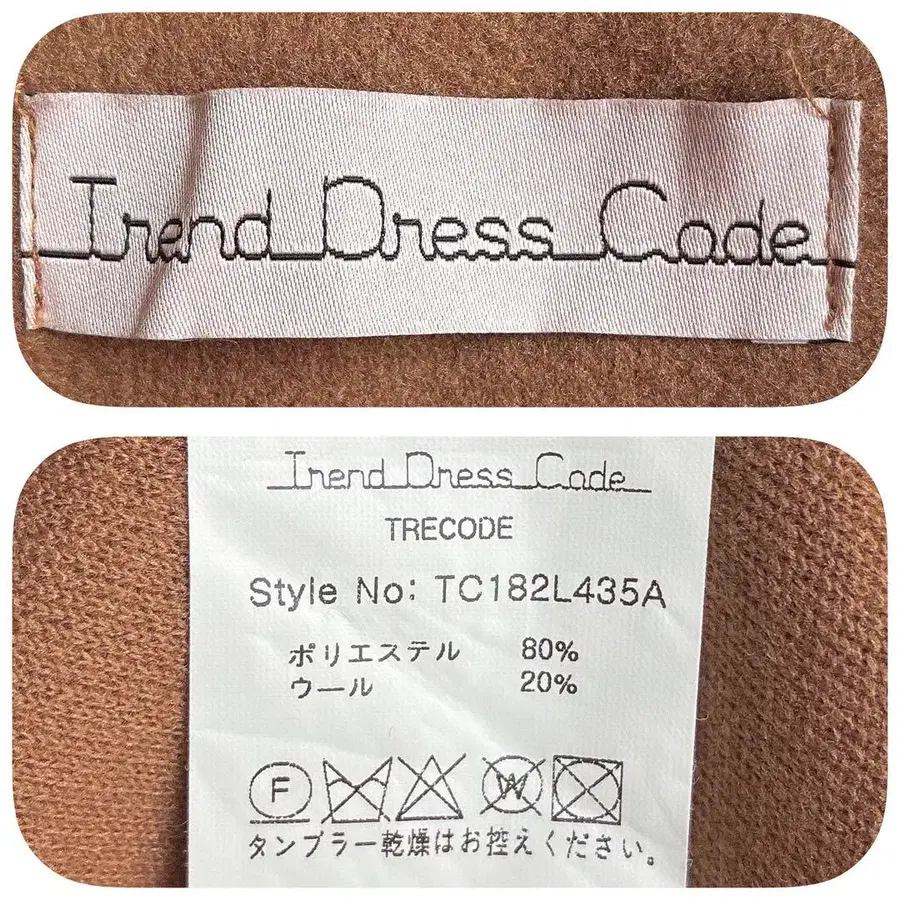 Trend Dress Code
Trend Dress Code
TRECODE
Style No: TC182L435A
ポリエステル 80%
ウール 20%
F W
タンブラー乾燥はお控えください。